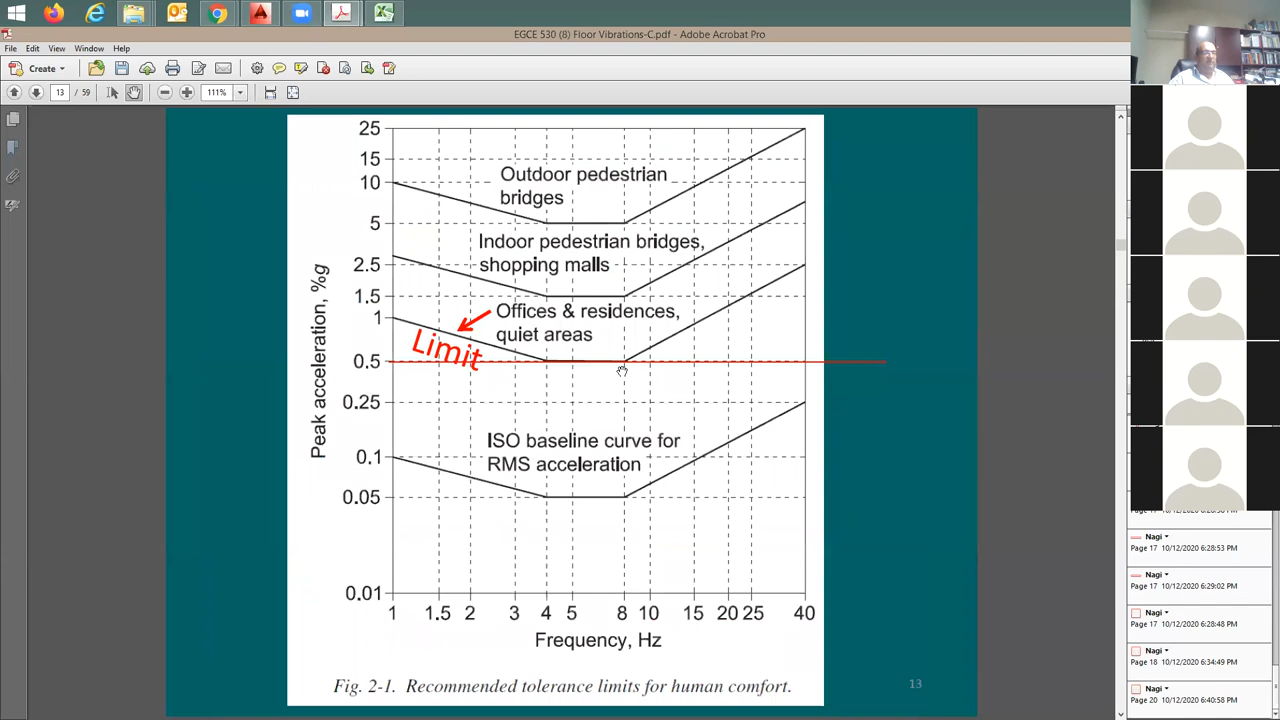 EGCE 530 (8) Floor Vibrations-C.pdf - Adobe Acrobat Pro
File Edit View Window Help
Create
13 / 59
111%
25
15
10
5
2.5
1.5
1
0.5
0.25
0.1
0.05
0.01
Peak acceleration, %g
Outdoor pedestrian
bridges
Indoor pedestrian bridges,
shopping malls
Offices & residences,
quiet areas
Limit
ISO baseline curve for
RMS acceleration
1 1.5 2 3 4 5 8 10 15 20 25 40
Frequency, Hz
Fig. 2-1. Recommended tolerance limits for human comfort.
13
Nagi
Page 17 10/12/2020 6:28:53 PM
Nagi
Page 17 10/12/2020 6:29:02 PM
Nagi
Page 17 10/12/2020 6:28:48 PM
Nagi
Page 18 10/12/2020 6:34:49 PM
Nagi
Page 20 10/12/2020 6:40:58 PM